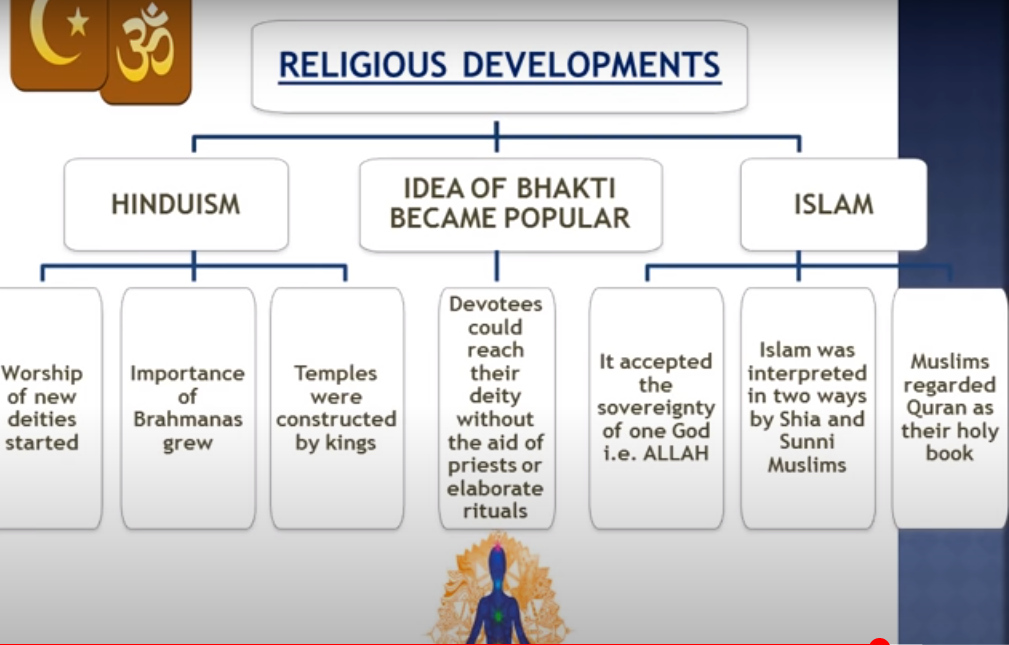 RELIGIOUS DEVELOPMENTS
ॐ
HINDUISM
IDEA OF BHAKTI
BECAME POPULAR
ISLAM
Worship
of new
deities
started
Importance
of
Brahmanas
grew
Temples
were
constructed
by kings
Devotees
could
reach
their
deity
without
the aid of
priests or
elaborate
rituals
It accepted
the
sovereignty
of one God
i.e. ALLAH
Islam was
interpreted
in two ways
by Shia and
Sunni
Muslims
Muslims
regarded
Quran as
their holy
book